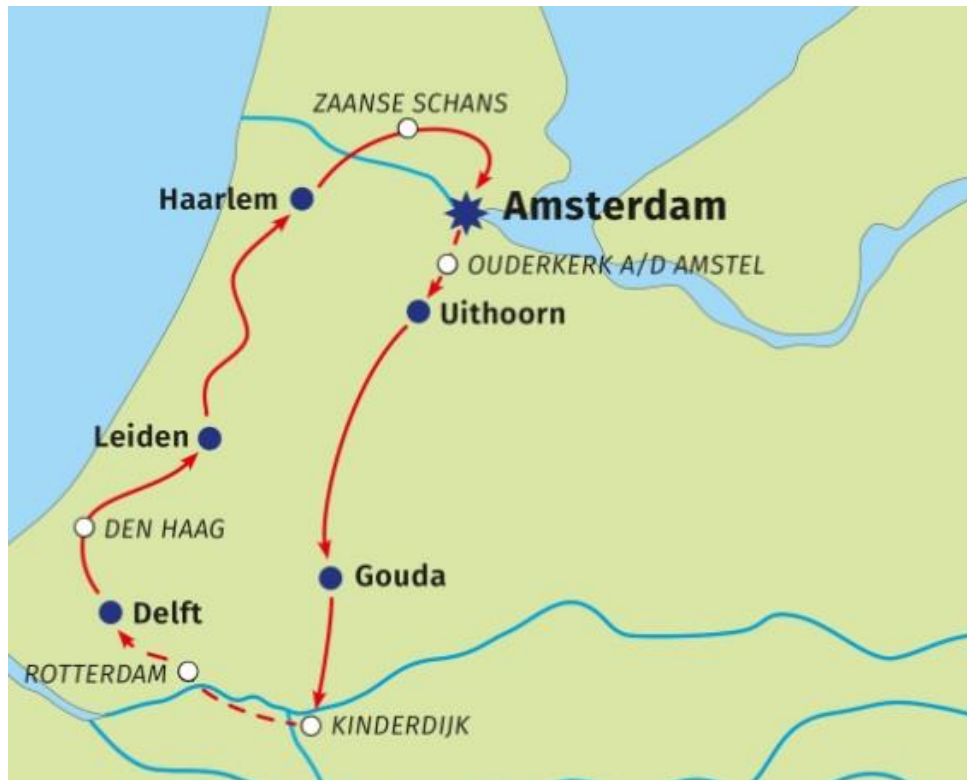 ZAANSE SCHANS
Haarlem
Amsterdam
OUDERKERK A/D AMSTEL
Uithoorn
Leiden
DEN HAAG
Gouda
Delft
ROTTERDAM
KINDERDIJK